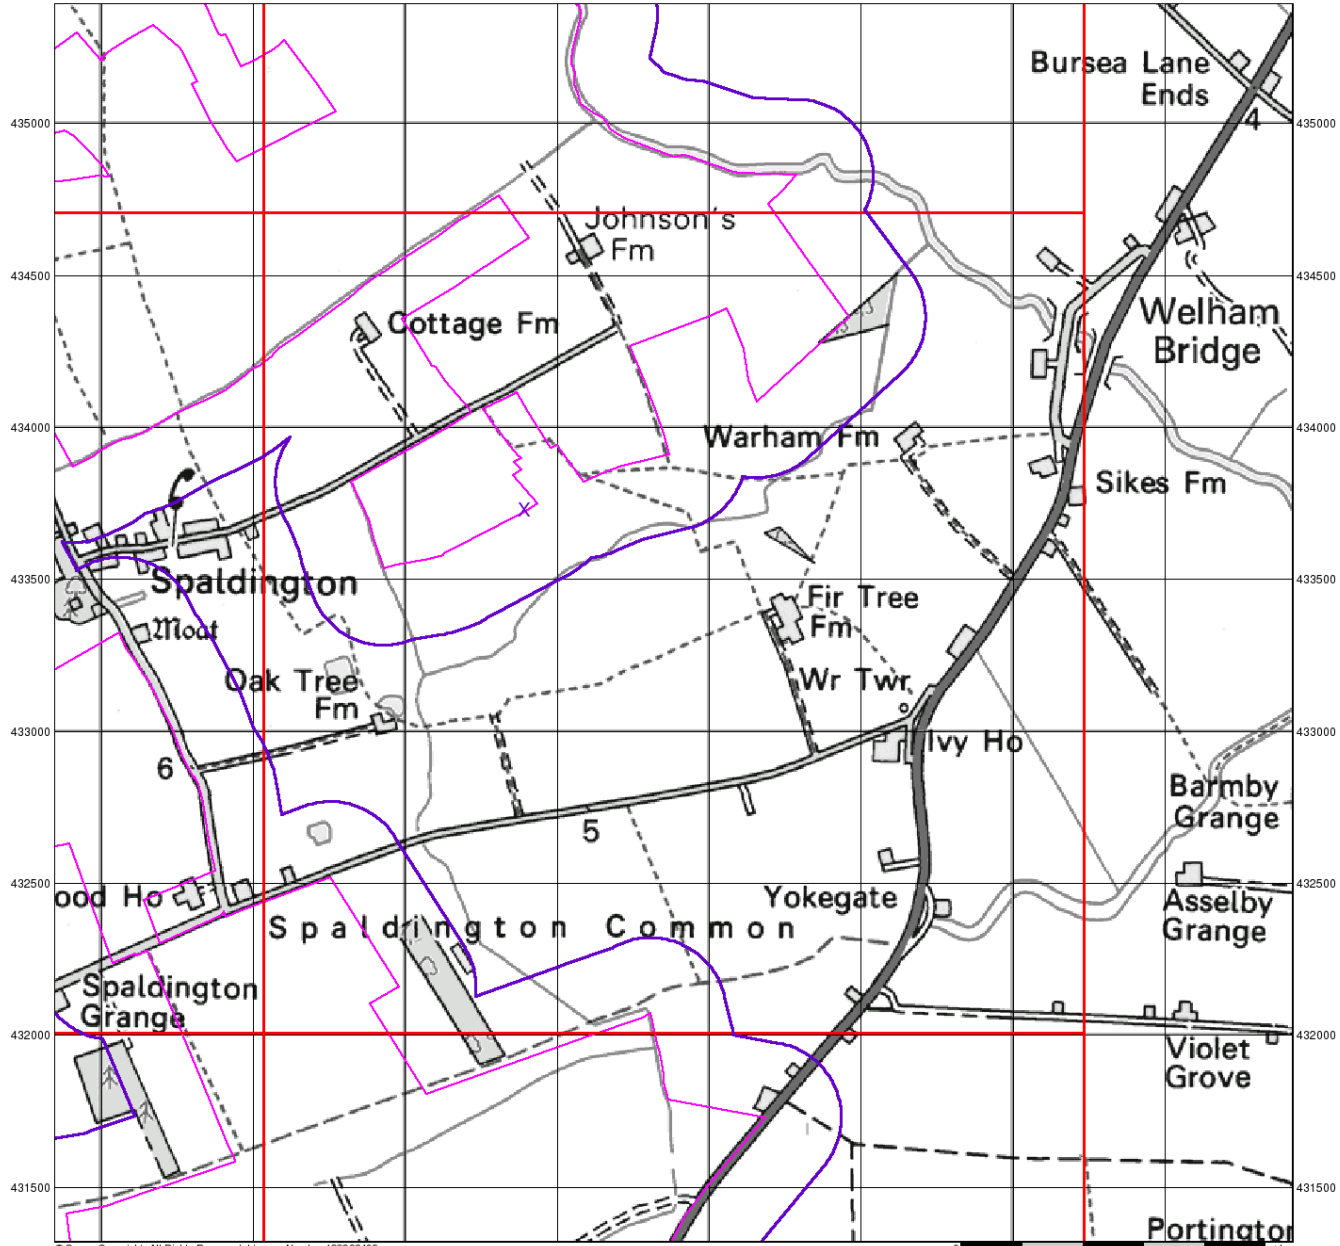 Bursea Lane
Ends
435000
435000
4
Johnson's
Fm
434500
434500
Cottage Fm
Welham
Bridge
434000
434000
Warham Fm
Sikes Fm
433500
433500
Spaldington
Fir Tree
Fm
Moat
Oak Tree
Fm
Wr Twr
433000
433000
Ivy Ho
6
Barmby
Grange
5
432500
432500
ood Ho
Yokegate
Asselby
Grange
Spaldington Common
Spaldington
Grange
432000
432000
Violet
Grove
431500
431500
Portington